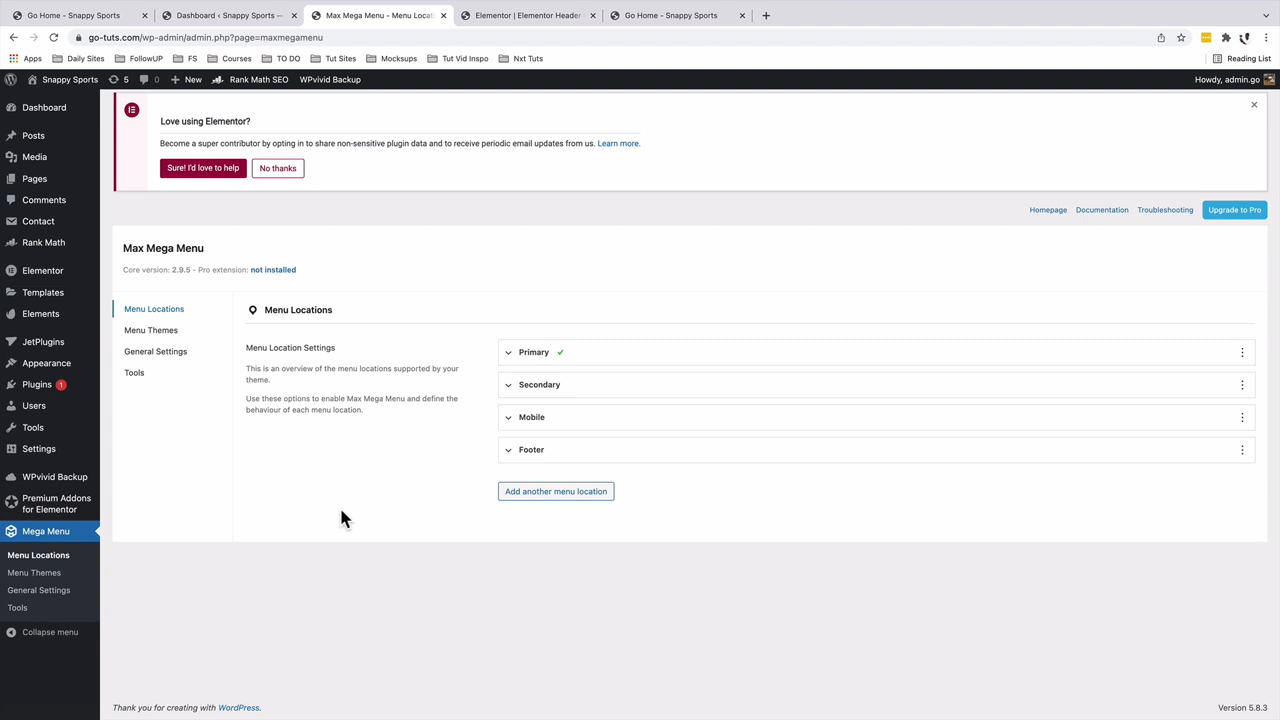 Go Home - Snappy Sports
Dashboard ‹ Snappy Sports —
Max Mega Menu - Menu Locat
Elementor | Elementor Header
Go Home - Snappy Sports
go-tuts.com/wp-admin/admin.php?page=maxmegamenu
Apps
Daily Sites
FollowUP
FS
Courses
TO DO
Tut Sites
Mocksups
Tut Vid Inspo
Nxt Tuts
Reading List
Snappy Sports
5
0
New
Rank Math SEO
WPvivid Backup
Howdy, admin.go
Dashboard
Posts
Media
Pages
Comments
Contact
Rank Math
Elementor
Templates
Elements
JetPlugins
Appearance
Plugins 1
Users
Tools
Settings
WPvivid Backup
Premium Addons
for Elementor
Mega Menu
Menu Locations
Menu Themes
General Settings
Tools
Collapse menu
Love using Elementor?
Become a super contributor by opting in to share non-sensitive plugin data and to receive periodic email updates from us. Learn more.
Sure! I'd love to help
No thanks
Homepage
Documentation
Troubleshooting
Upgrade to Pro
Max Mega Menu
Core version: 2.9.5 - Pro extension: not installed
Menu Locations
Menu Themes
General Settings
Tools
Menu Locations
Menu Location Settings
This is an overview of the menu locations supported by your
theme.
Use these options to enable Max Mega Menu and define the
behaviour of each menu location.
Primary
Secondary
Mobile
Footer
Add another menu location
Thank you for creating with WordPress.
Version 5.8.3